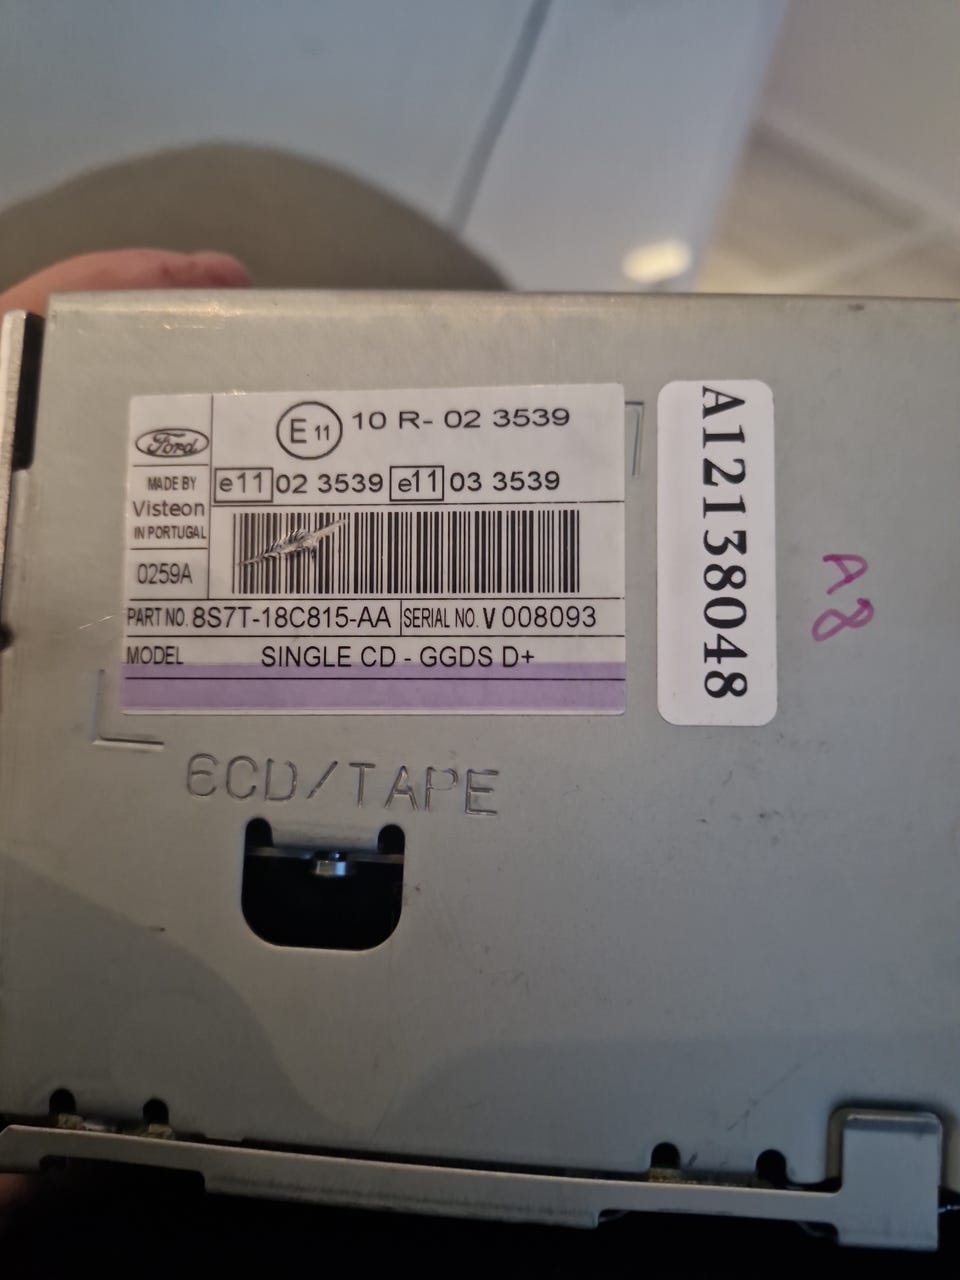 E 11 10 R- 02 3539
Ford
e11 02 3539 e11 03 3539
MADE BY
Visteon
IN PORTUGAL
0259A
PART NO. 8S7T-18C815-AA SERIAL NO. V 008093
MODEL SINGLE CD - GGDS D+
A12138048
A8
6CD/TAPE